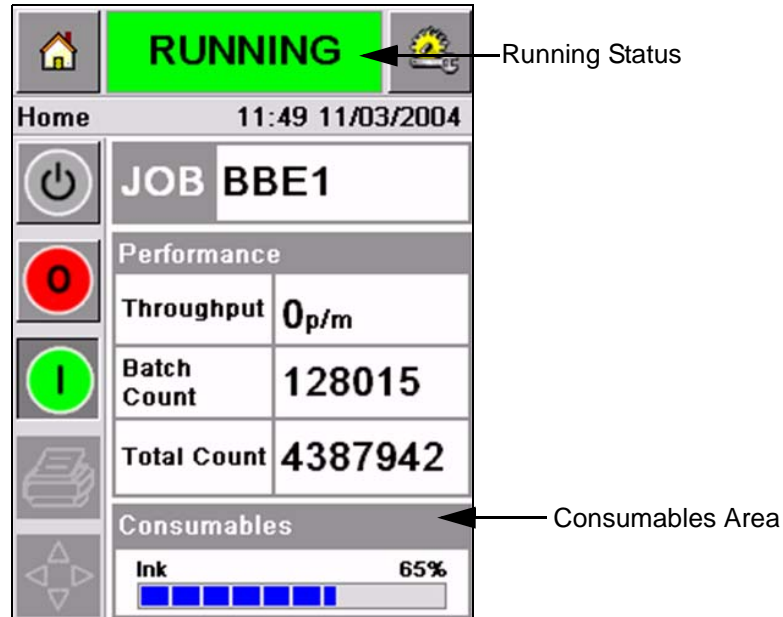 RUNNING
Running Status
Home 11:49 11/03/2004
JOB BBE1
Performance
O
Throughput 0p/m
I
Batch
Count
128015
Total Count 4387942
Consumables
Consumables Area
Ink 65%